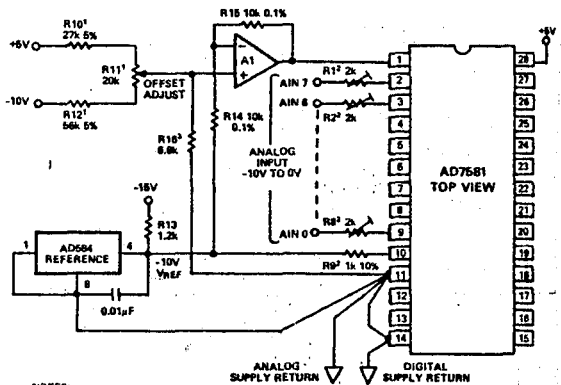 R15 10k 0.1%
R10¹
27k 5%
+5V
R11¹
20k
OFFSET
ADJUST
-10V
R12¹
56k 5%
A1
R14 10k
0.1%
R16³
6.8k
AIN 7
R1² 2k
AIN 6
R2² 2k
ANALOG
INPUT
-10V TO 0V
AIN 0
R8² 2k
R9² 1k 10%
-15V
R13
1.2k
AD584
REFERENCE
1
4
8
-10V
VREF
0.01µF
ANALOG
SUPPLY RETURN
DIGITAL
SUPPLY RETURN
+5V
AD7581
TOP VIEW
1
2
3
4
5
6
7
8
9
10
11
12
13
14
28
27
26
25
24
23
22
21
20
19
18
17
16
15